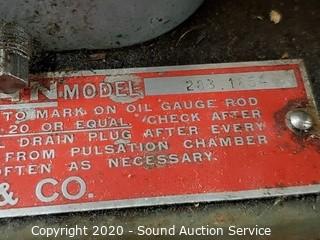 MODEL
TO MARK ON OIL GAUGE ROD
20 OR EQUAL. CHECK AFTER
DRAIN PLUG AFTER EVERY
FROM PULSATION CHAMBER
OFTEN AS NECESSARY.
& CO.
Copyright © 2020 - Sound Auction Service